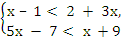 x − 1 < 2 + 3x,
5x − 7 < x + 9